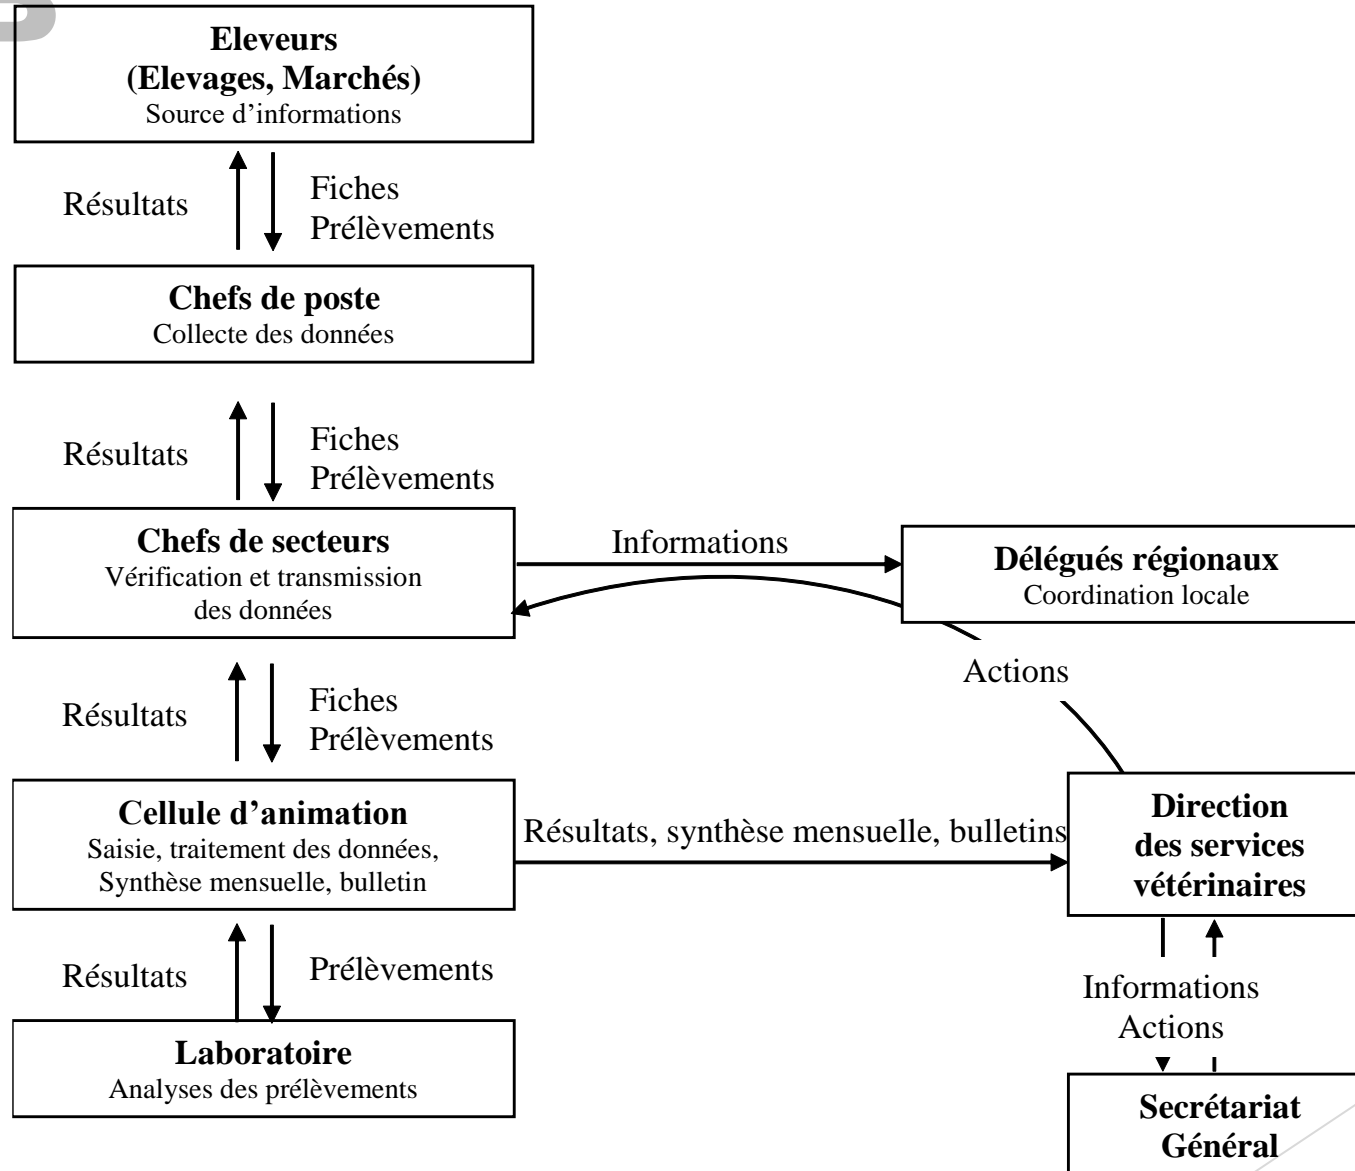 Eleveurs
(Elevages, Marchés)
Source d'informations
Résultats
Fiches
Prélèvements
Chefs de poste
Collecte des données
Résultats
Fiches
Prélèvements
Chefs de secteurs
Vérification et transmission
des données
Informations
Délégués régionaux
Coordination locale
Actions
Résultats
Fiches
Prélèvements
Cellule d'animation
Saisie, traitement des données,
Synthèse mensuelle, bulletin
Résultats, synthèse mensuelle, bulletins
Direction
des services
vétérinaires
Résultats
Prélèvements
Informations
Actions
Laboratoire
Analyses des prélèvements
Secrétariat
Général